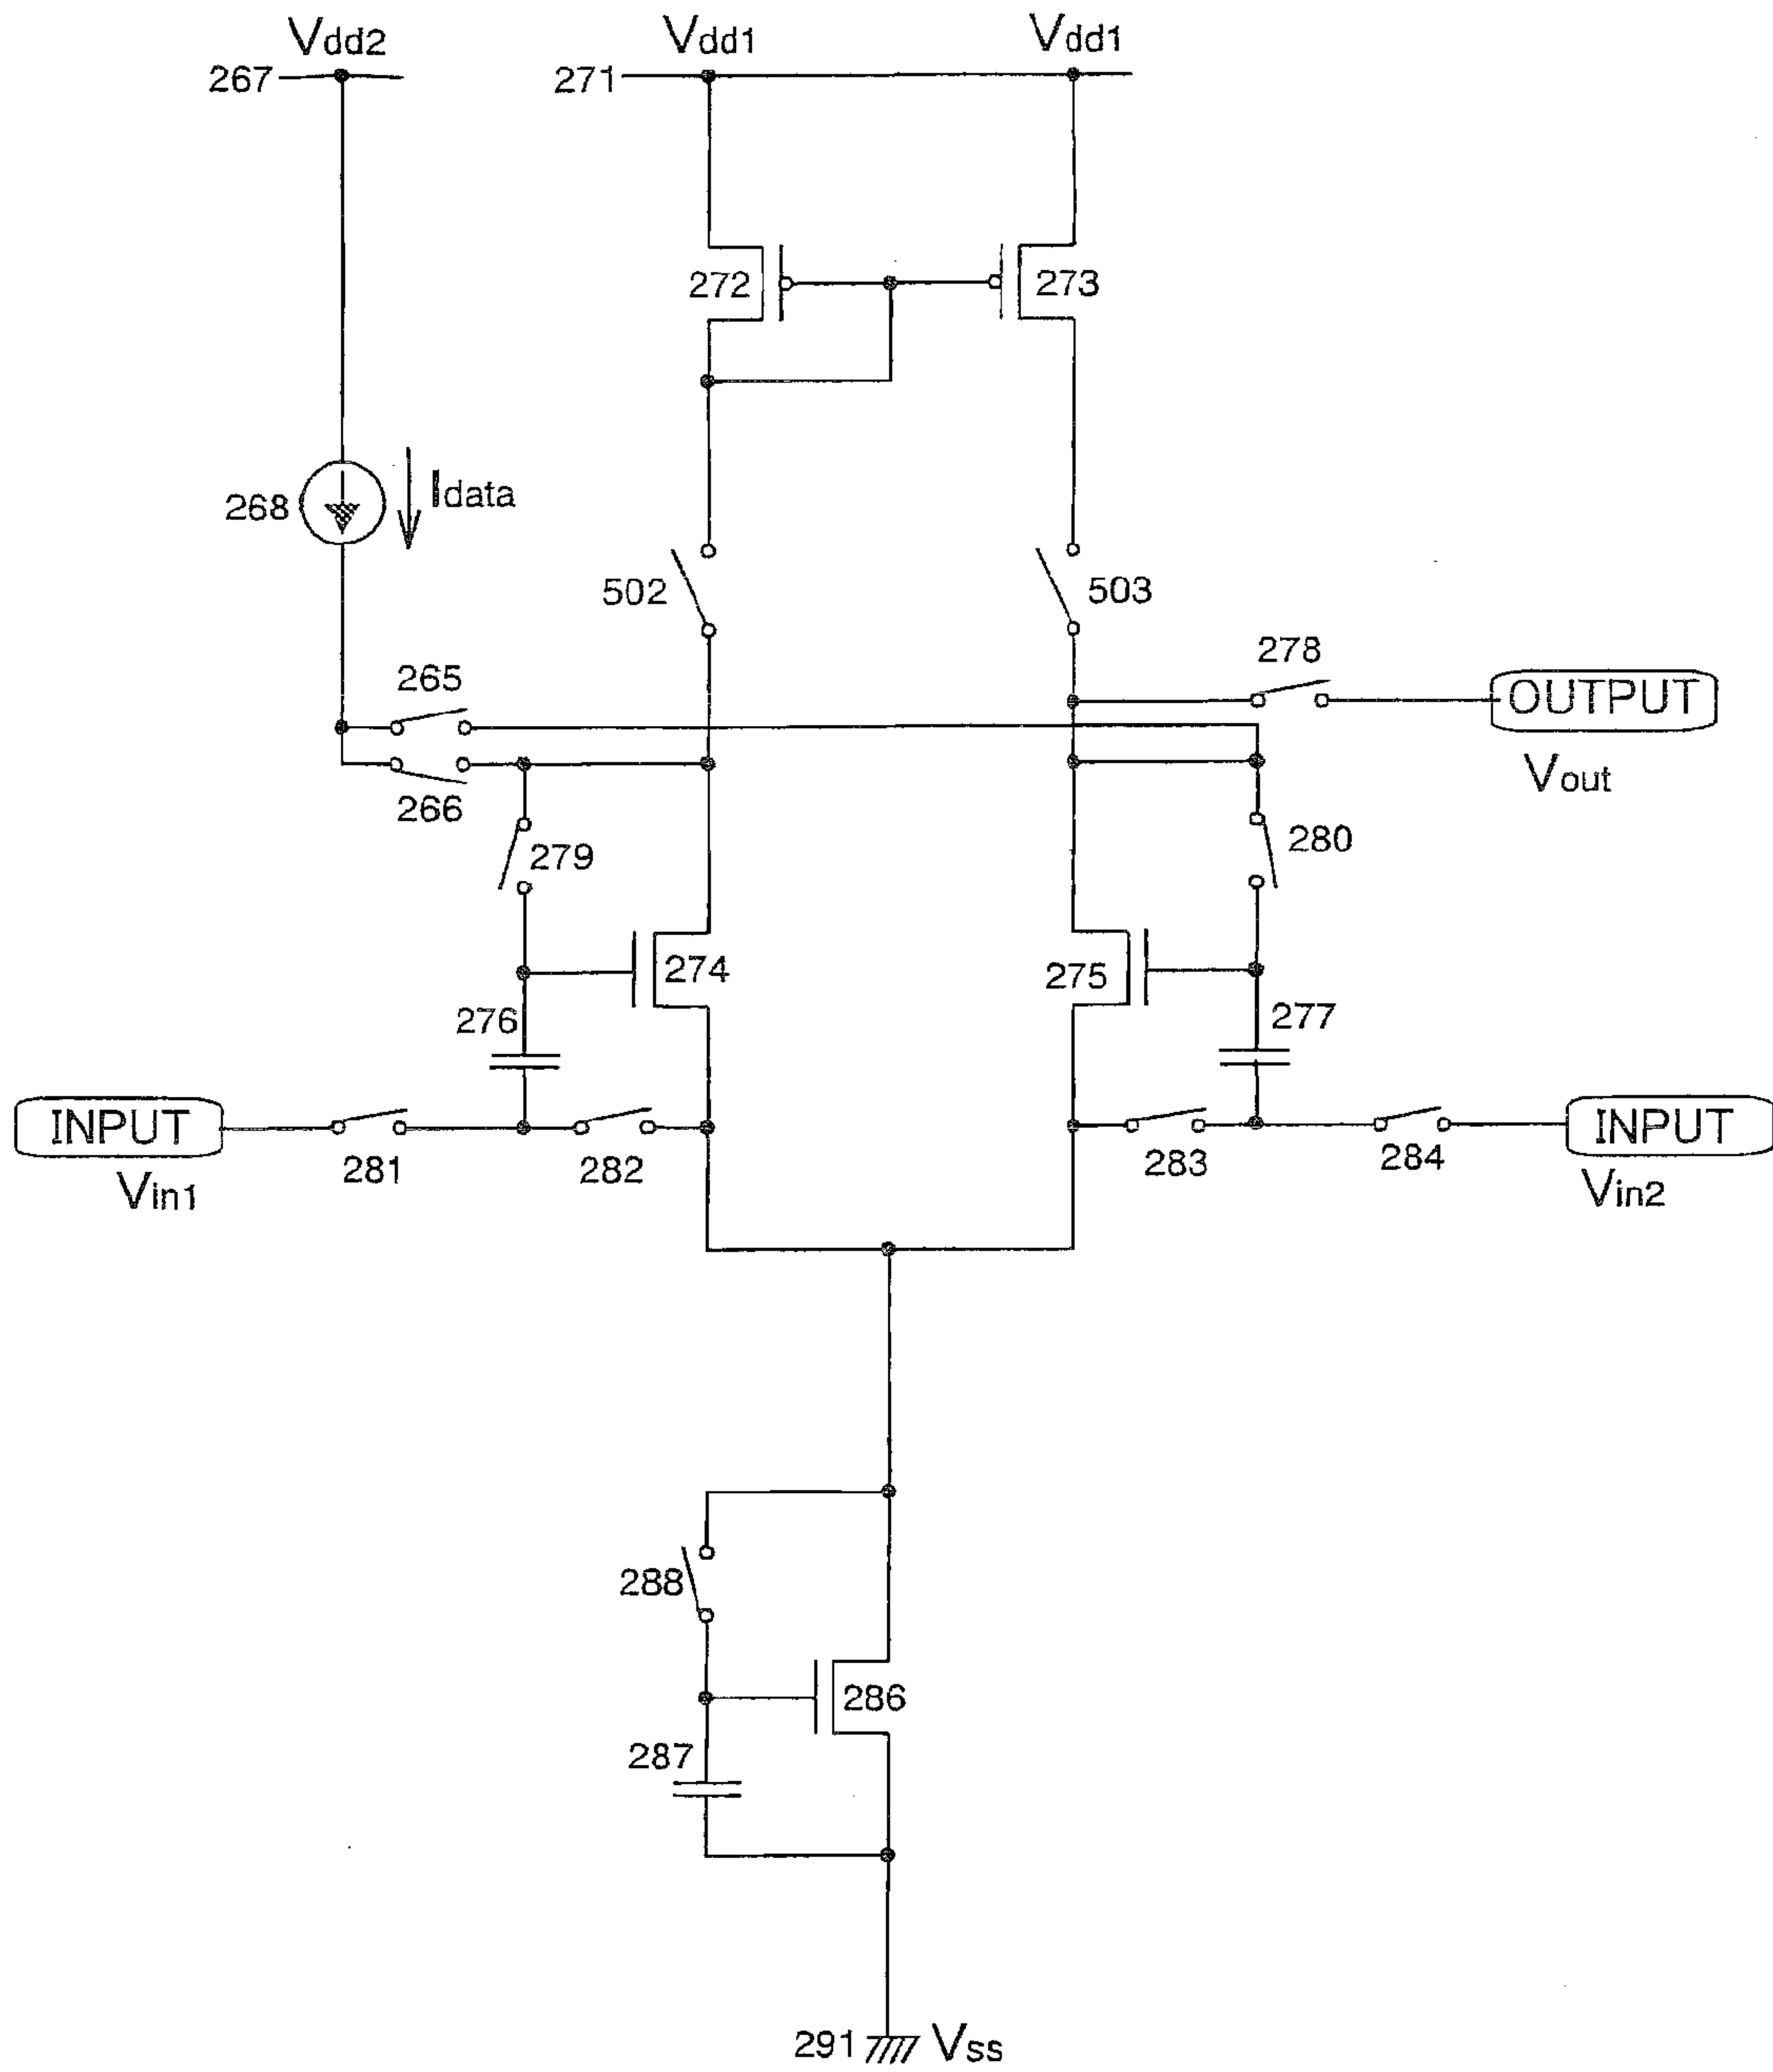 Vdd2
Vdd1
Vdd1
267
271
272
273
268
Idata
502
503
278
265
OUTPUT
266
Vout
279
280
274
275
276
277
INPUT
INPUT
281
282
283
284
Vin1
Vin2
288
286
287
291
Vss